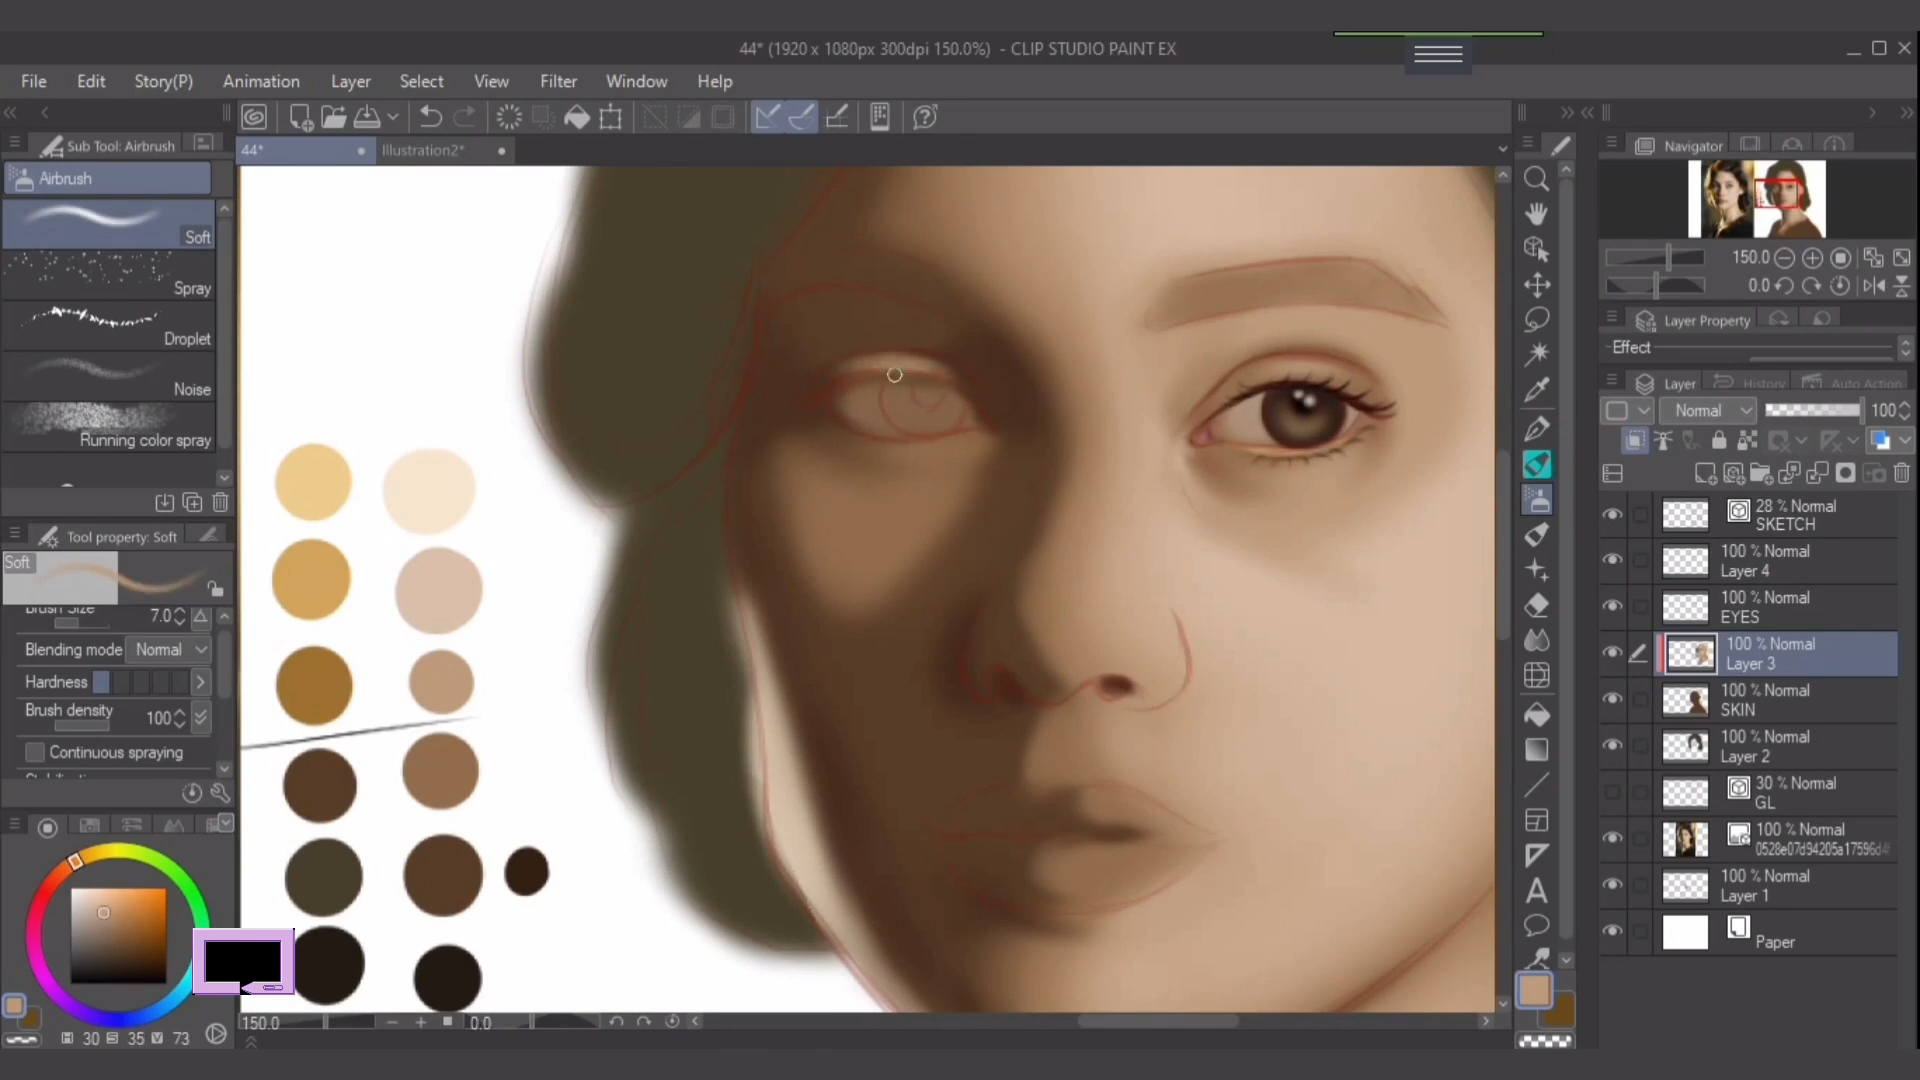 44* (1920 x 1080px 300dpi 150.0%) - CLIP STUDIO PAINT EX
File Edit Story(P) Animation Layer Select View Filter Window Help
Sub Tool: Airbrush
44* Illustration2*
Navigator
Airbrush
Soft
Spray
150.0
0.0
Droplet
Layer Property
Effect
Noise
Layer History Auto Action
Normal 100
Running color spray
28 % Normal
SKETCH
Tool property: Soft
100 % Normal
Layer 4
Soft
100 % Normal
EYES
Brush Size 7.0
Blending mode Normal
100 % Normal
Layer 3
Hardness
100 % Normal
SKIN
Brush density 100
100 % Normal
Layer 2
Continuous spraying
30 % Normal
GL
100 % Normal
0528e07d94205a17596d4
100 % Normal
Layer 1
Paper
150.0 0.0
30 35 73